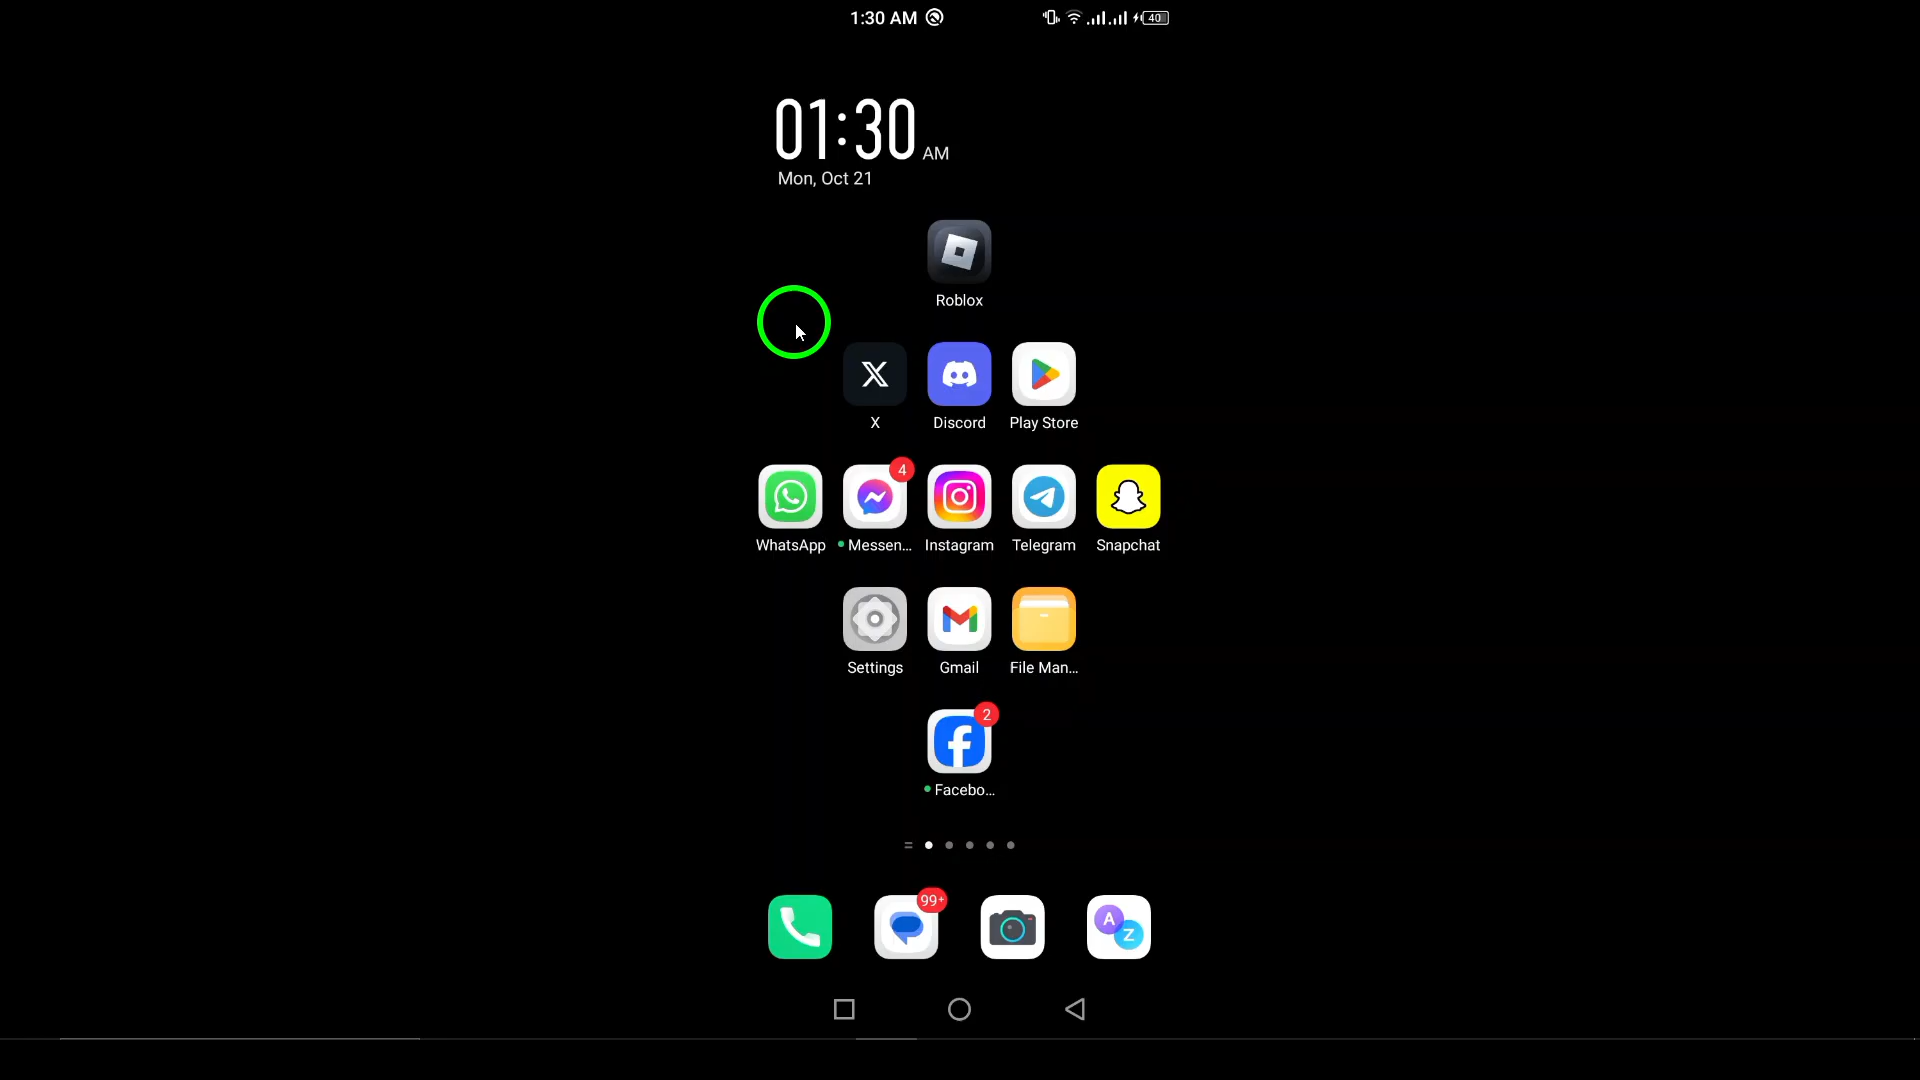 1:30 AM
40
01:30 AM
Mon, Oct 21
Roblox
X
Discord
Play Store
4
WhatsApp
Messen...
Instagram
Telegram
Snapchat
Settings
Gmail
File Man...
2
Facebo...
99+
A
Z